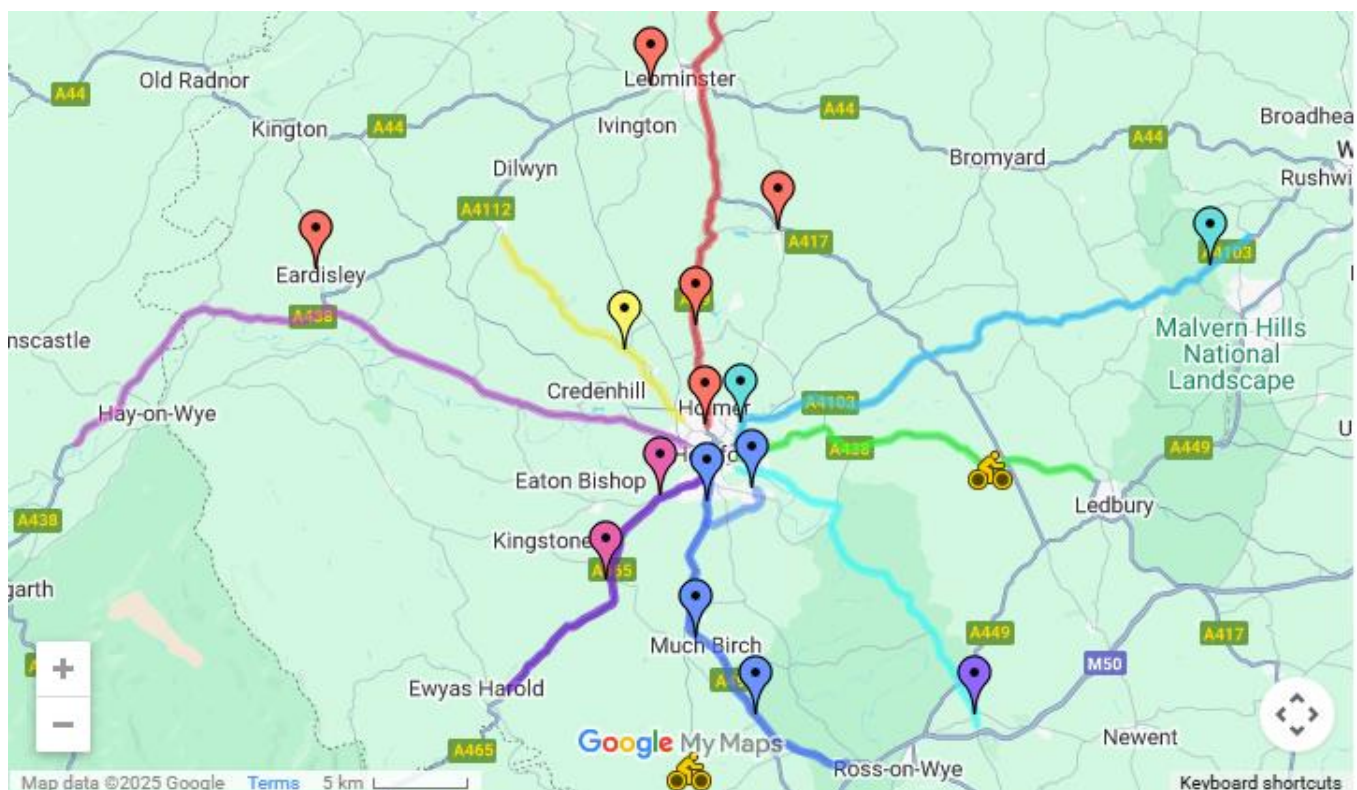 Leominster
Old Radnor
A44
Kington
A44
Ivington
A44
A44
Broadhea
W
Bromyard
Dilwyn
Rushwi
A4112
A417
A4103
Eardisley
A438
nscastle
Malvern Hills
National
Landscape
Credenhill
Holmer
A4103
Hay-on-Wye
U
A438
A449
Eaton Bishop
Ledbury
A438
Kingstone
garth
A449
A417
Much Birch
M50
Ewyas Harold
Google My Maps
Newent
A465
Ross-on-Wye
Map data ©2025 Google Terms 5 km
Keyboard shortcuts